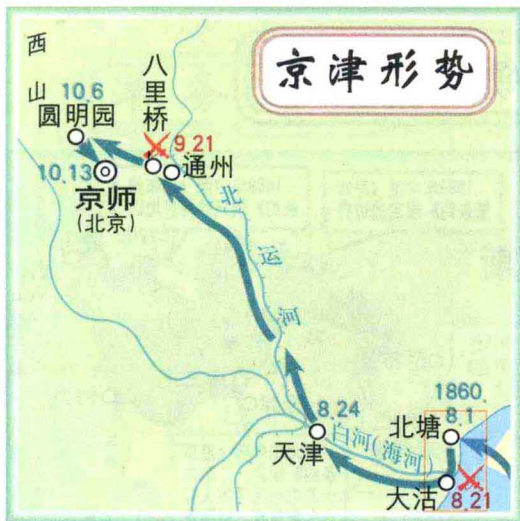 京津形势
西山
八里桥
10.6
圆明园
9.21
通州
10.13
京师
(北京)
北运河
8.24
天津
白河(海河)
1860.
8.1
北塘
大沽
8.21